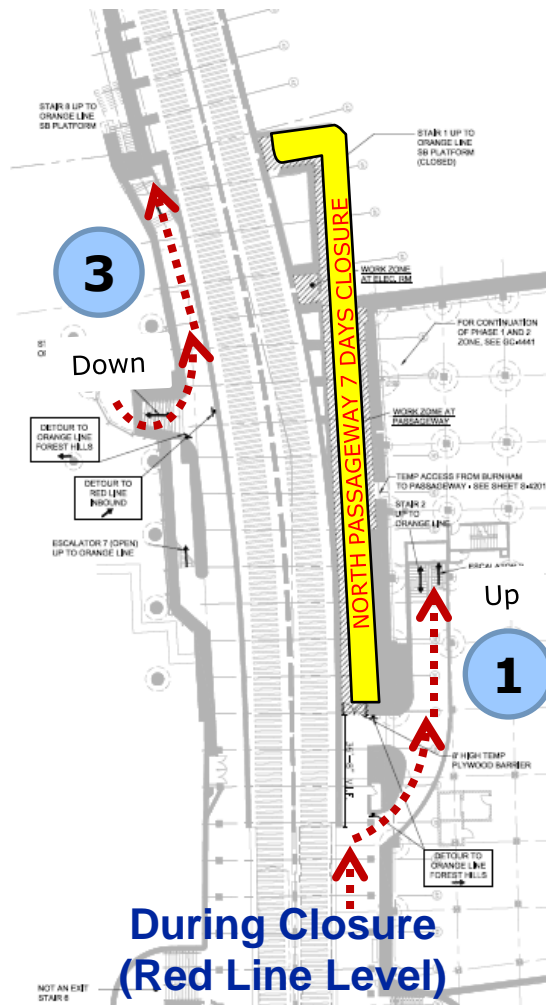 STAIR 8 UP TO
ORANGE LINE
SB PLATFORM
STAIR 1 UP TO
ORANGE LINE
SB PLATFORM
(CLOSED)
3
WORK ZONE
AT ELEC. RM
NORTH PASSAGEWAY 7 DAYS CLOSURE
FOR CONTINUATION
OF PHASE 1 AND 2
ZONE, SEE GC-4441
Down
WORK ZONE AT
PASSAGEWAY
DETOUR TO
ORANGE LINE
FOREST HILLS
DETOUR TO
RED LINE
INBOUND
TEMP ACCESS FROM BURNHAM
TO PASSAGEWAY - SEE SHEET S-4201
STAIR 2
UP TO
ORANGE LINE
ESCALATOR 7 (OPEN)
UP TO ORANGE LINE
ESCALATOR
Up
1
8' HIGH TEMP
PLYWOOD BARRIER
DETOUR TO
ORANGE LINE
FOREST HILLS
During Closure
(Red Line Level)
NOT AN EXIT
STAIR 6